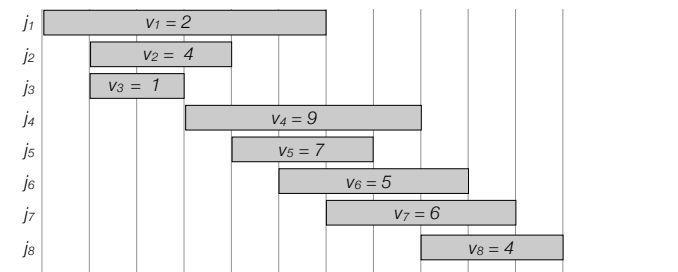 j₁ v₁ = 2
j₂ v₂ = 4
j₃ v₃ = 1
j₄ v₄ = 9
j₅ v₅ = 7
j₆ v₆ = 5
j₇ v₇ = 6
j₈ v₈ = 4